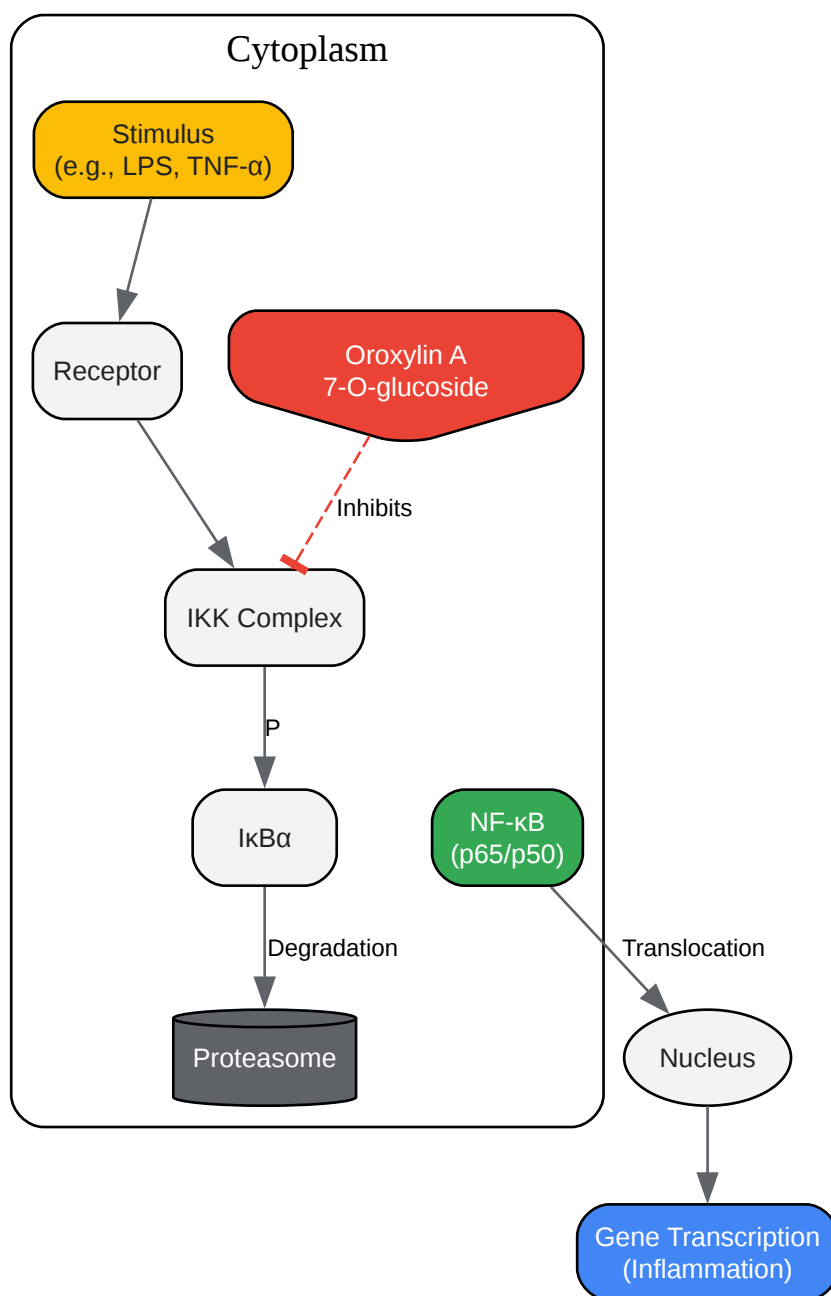 Cytoplasm
Stimulus
(e.g., LPS, TNF-α)
Receptor
Oroxylin A
7-O-glucoside
Inhibits
IKK Complex
P
IκBα
NF-κB
(p65/p50)
Degradation
Translocation
Proteasome
Nucleus
Gene Transcription
(Inflammation)